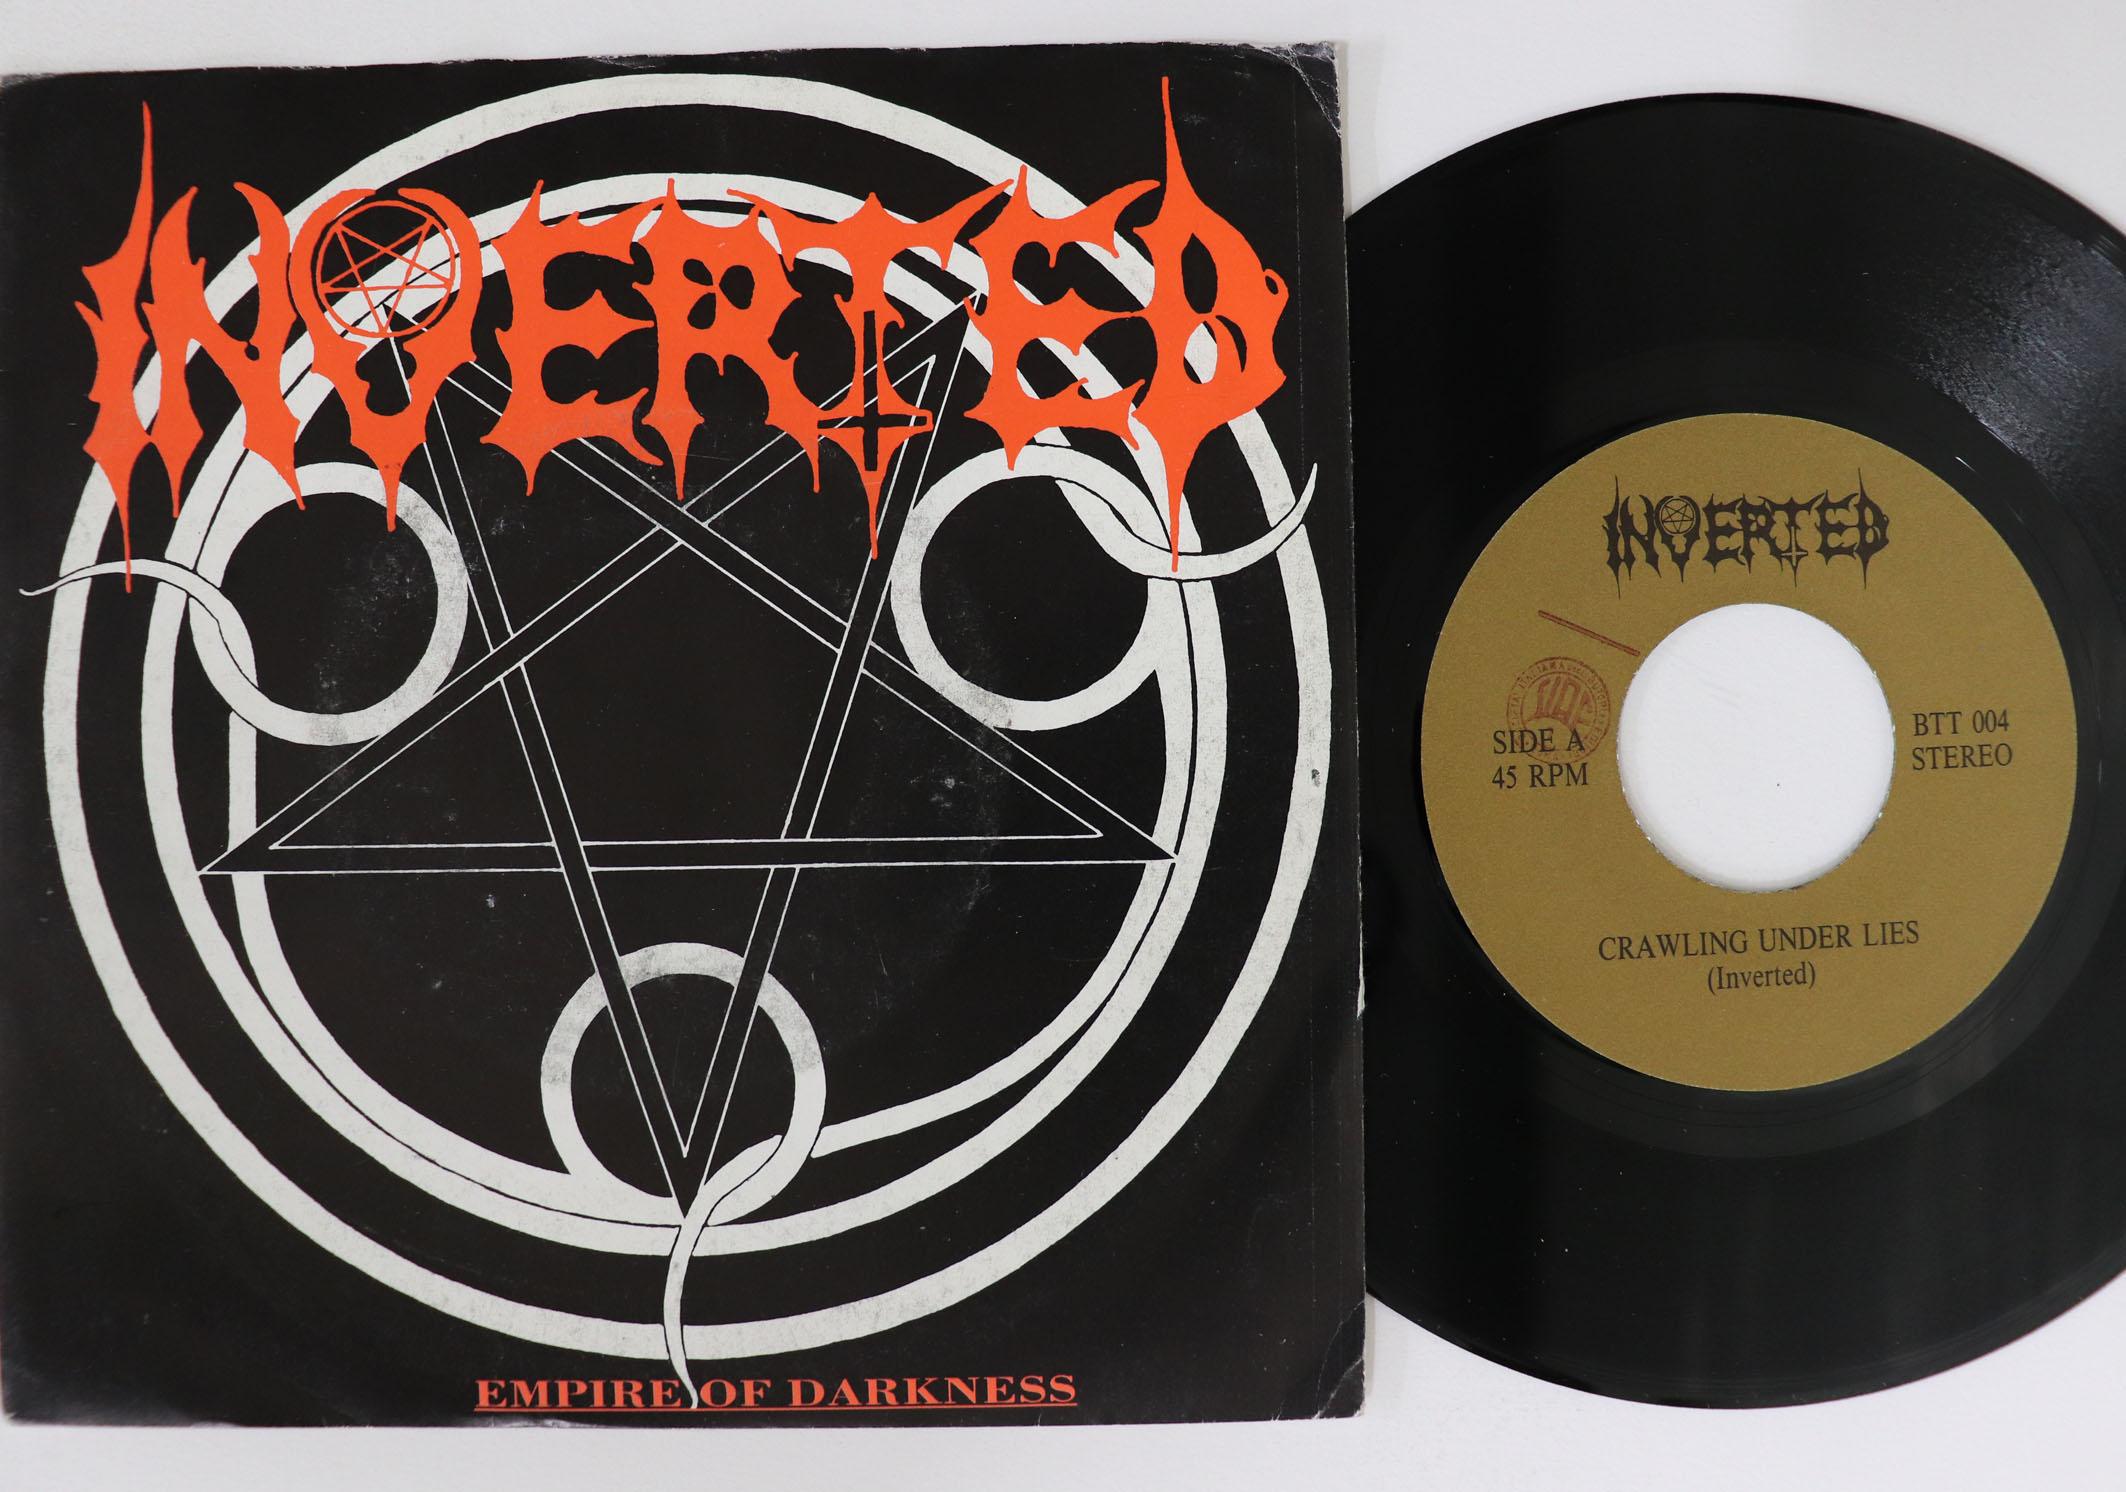 INVERTED
EMPIRE OF DARKNESS
INVERTED
SIDE A
45 RPM
BTT 004
STEREO
CRAWLING UNDER LIES
(Inverted)